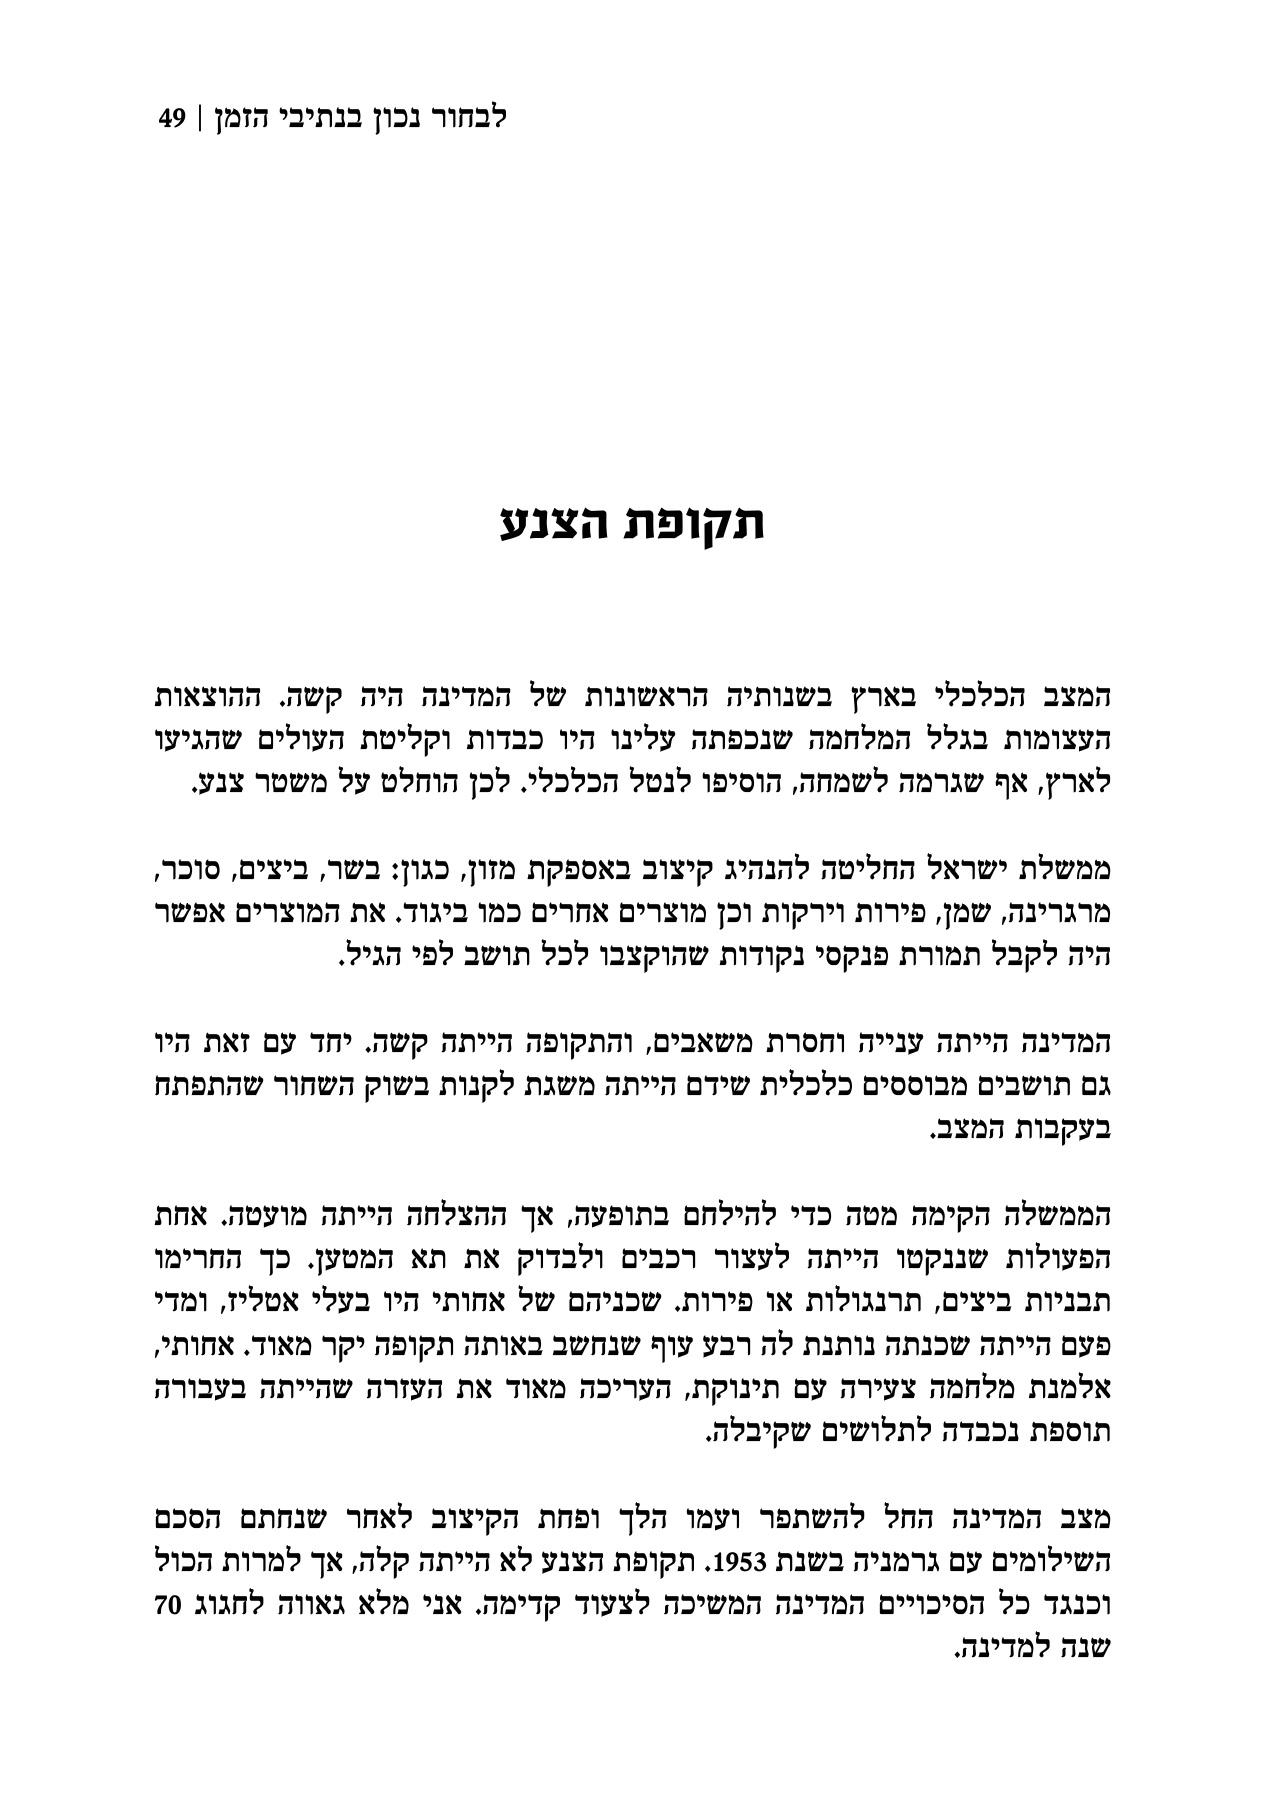 לבחור נכון בנתיבי הזמן | 49
תקופת הצנע
המצב הכלכלי בארץ בשנותיה הראשונות של המדינה היה קשה. ההוצאות
העצומות בגלל המלחמה שנכפתה עלינו היו כבדות וקליטת העולים שהגיעו
לארץ, אף שגרמה לשמחה, הוסיפו לנטל הכלכלי. לכן הוחלט על משטר צנע.
ממשלת ישראל החליטה להנהיג קיצוב באספקת מזון, כגון: בשר, ביצים, סוכר,
מרגרינה, שמן, פירות וירקות וכן מוצרים אחרים כמו ביגוד. את המוצרים אפשר
היה לקבל תמורת פנקסי נקודות שהוקצבו לכל תושב לפי הגיל.
המדינה הייתה ענייה וחסרת משאבים, והתקופה הייתה קשה. יחד עם זאת היו
גם תושבים מבוססים כלכלית שידם הייתה משגת לקנות בשוק השחור שהתפתח
בעקבות המצב.
הממשלה הקימה מטה כדי להילחם בתופעה, אך ההצלחה הייתה מועטה. אחת
הפעולות שננקטו הייתה לעצור רכבים ולבדוק את תא המטען. כך החרימו
תבניות ביצים, תרנגולות או פירות. שכניהם של אחותי היו בעלי אטליז, ומדי
פעם הייתה שכנתה נותנת לה רבע עוף שנחשב באותה תקופה יקר מאוד. אחותי,
אלמנת מלחמה צעירה עם תינוקת, העריכה מאוד את העזרה שהייתה בעבורה
תוספת נכבדה לתלושים שקיבלה.
מצב המדינה החל להשתפר ועמו הלך ופחת הקיצוב לאחר שנחתם הסכם
השילומים עם גרמניה בשנת 1953. תקופת הצנע לא הייתה קלה, אך למרות הכול
וכנגד כל הסיכויים המדינה המשיכה לצעוד קדימה. אני מלא גאווה לחגוג 70
שנה למדינה.